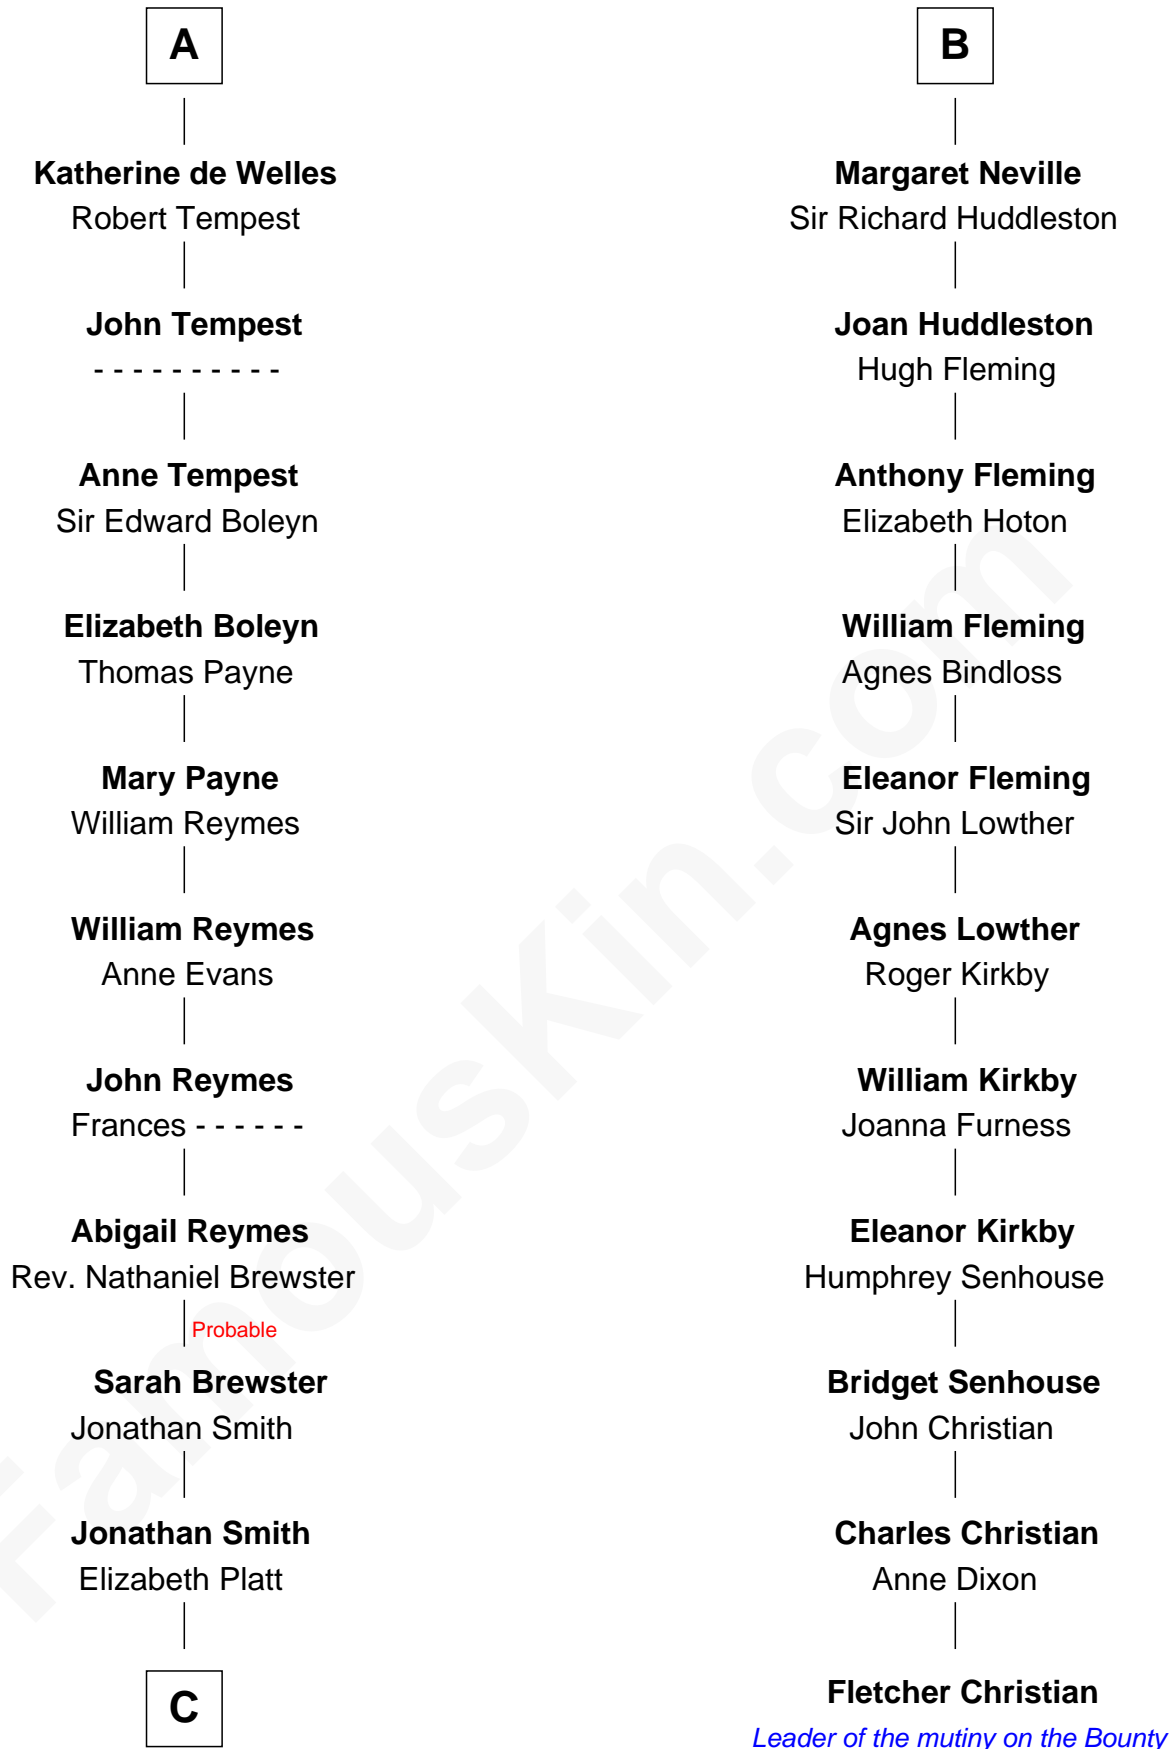 A
Katherine de Welles
Robert Tempest
John Tempest
- - - - - - - - - -
Anne Tempest
Sir Edward Boleyn
Elizabeth Boleyn
Thomas Payne
Mary Payne
William Reymes
William Reymes
Anne Evans
John Reymes
Frances - - - - - -
Abigail Reymes
Rev. Nathaniel Brewster
Probable
Sarah Brewster
Jonathan Smith
Jonathan Smith
Elizabeth Platt
C
B
Margaret Neville
Sir Richard Huddleston
Joan Huddleston
Hugh Fleming
Anthony Fleming
Elizabeth Hoton
William Fleming
Agnes Bindloss
Eleanor Fleming
Sir John Lowther
Agnes Lowther
Roger Kirkby
William Kirkby
Joanna Furness
Eleanor Kirkby
Humphrey Senhouse
Bridget Senhouse
John Christian
Charles Christian
Anne Dixon
Fletcher Christian
Leader of the mutiny on the Bounty
FamousKin.com